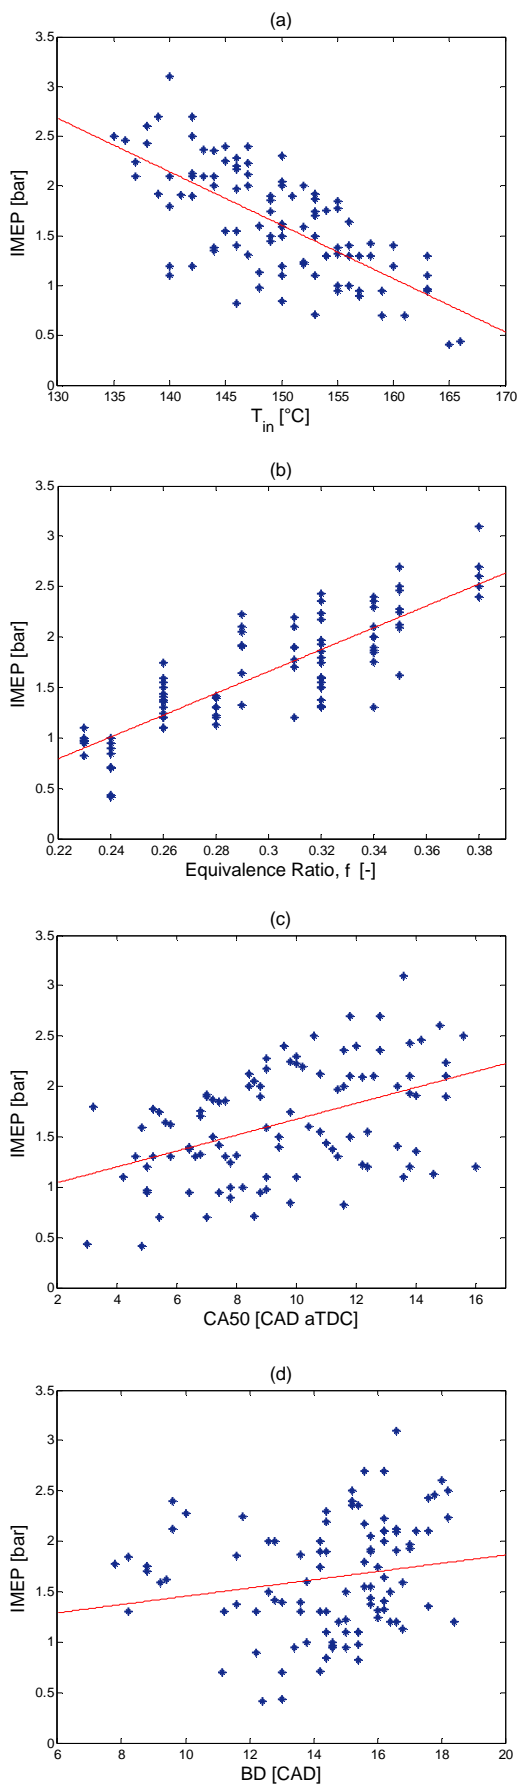 (a)
3.5
3
2.5
2
1.5
1
0.5
0
IMEP [bar]
130 135 140 145 150 155 160 165 170
T_in [°C]
(b)
3.5
3
2.5
2
1.5
1
0.5
0
IMEP [bar]
0.22 0.24 0.26 0.28 0.3 0.32 0.34 0.36 0.38
Equivalence Ratio, f [-]
(c)
3.5
3
2.5
2
1.5
1
0.5
0
IMEP [bar]
2 4 6 8 10 12 14 16
CA50 [CAD aTDC]
(d)
3.5
3
2.5
2
1.5
1
0.5
0
IMEP [bar]
6 8 10 12 14 16 18 20
BD [CAD]